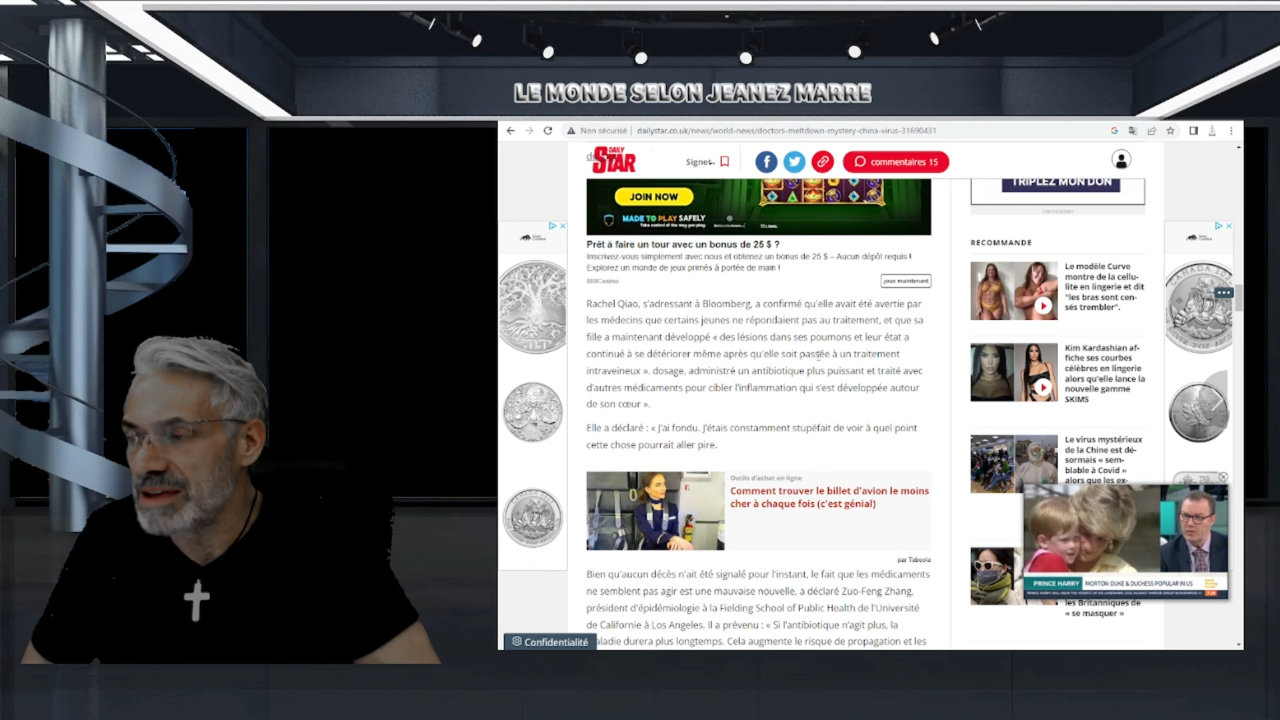 LE MONDE SELON JEANEZ MARRE
Non sécurisé | dailystar.co.uk/news/world-news/doctors-meltdown-mystery-china-virus-31690431
DAILY
STAR
Signet
commentaires 15
JOIN NOW
MADE TO PLAY SAFELY
Prêt à faire un tour avec un bonus de 25 $ ?
Inscrivez-vous simplement avec nous et obtenez un bonus de 25 $ – Aucun dépôt requis !
Explorez un monde de jeux primés à portée de main !
888Casino
joue maintenant
Rachel Qiao, s'adressant à Bloomberg, a confirmé qu'elle avait été avertie par
les médecins que certains jeunes ne répondaient pas au traitement, et que sa
fille a maintenant développé « des lésions dans ses poumons et leur état a
continué à se détériorer même après qu'elle soit passée à un traitement
intraveineux ». dosage, administré un antibiotique plus puissant et traité avec
d'autres médicaments pour cibler l'inflammation qui s'est développée autour
de son cœur ».
Elle a déclaré : « J'ai fondu. J'étais constamment stupéfait de voir à quel point
cette chose pourrait aller pire.
Outils d'achat en ligne
Comment trouver le billet d'avion le moins
cher à chaque fois (c'est génial)
par Taboola
Bien qu'aucun décès n'ait été signalé pour l'instant, le fait que les médicaments
ne semblent pas agir est une mauvaise nouvelle, a déclaré Zuo-Feng Zhang,
président d'épidémiologie à la Fielding School of Public Health de l'Université
de Californie à Los Angeles. Il a prévenu : « Si l'antibiotique n'agit plus, la
maladie durera plus longtemps. Cela augmente le risque de propagation et les
Confidentialité
TRIPLEZ MON DON
RECOMMANDÉ
Le modèle Curve
montre de la cellu-
lite en lingerie et dit
"les bras sont cen-
sés trembler".
Kim Kardashian af-
fiche ses courbes
célèbres en lingerie
alors qu'elle lance la
nouvelle gamme
SKIMS
Le virus mystérieux
de la Chine est dé-
sormais « sem-
blable à Covid »
alors que les ex-
PRINCE HARRY
MORTON: DUKE & DUCHESS POPULAR IN US
les Britanniques de
« se masquer »